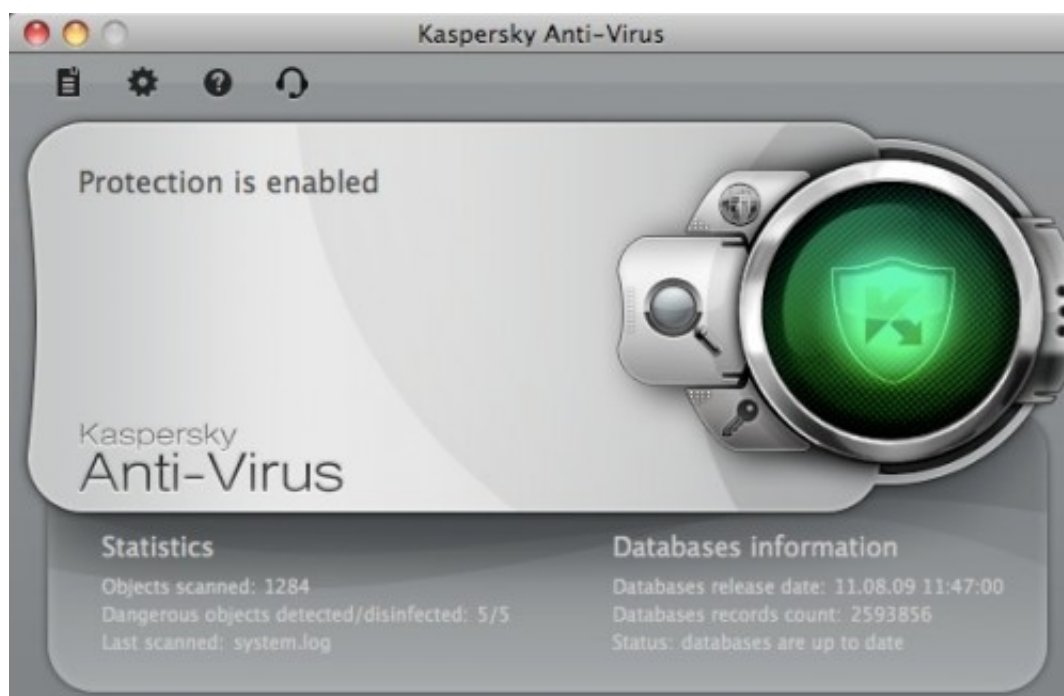 Kaspersky Anti-Virus
Protection is enabled
Kaspersky
Anti-Virus
Statistics
Objects scanned: 1284
Dangerous objects detected/disinfected: 5/5
Last scanned: system.log
Databases information
Databases release date: 11.08.09 11:47:00
Databases records count: 2593856
Status: databases are up to date